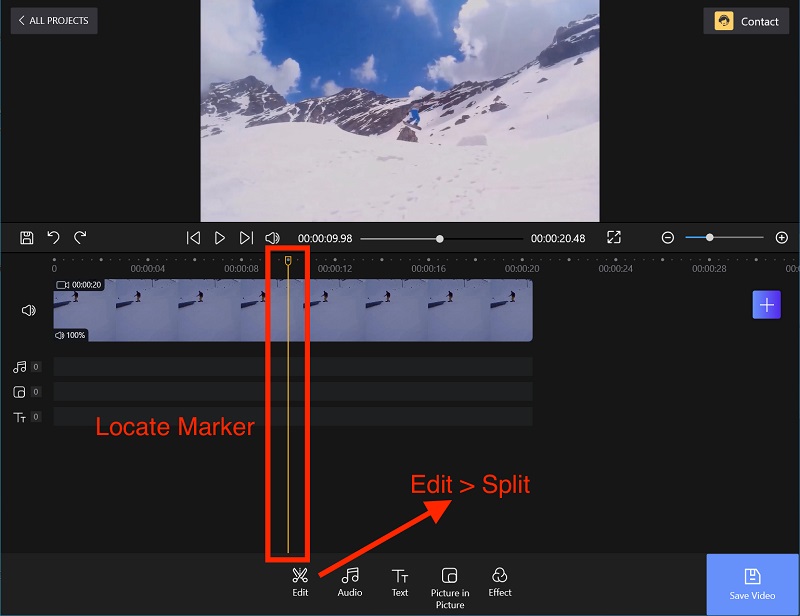 ALL PROJECTS
Contact
00:00:09.98
00:00:20.48
0 00:00:04 00:00:08 00:00:12 00:00:16 00:00:20 00:00:24 00:00:28
00:00:20
100%
0
0
TT 0
Locate Marker
Edit > Split
Edit
Audio
Text
Picture in
Picture
Effect
Save Video